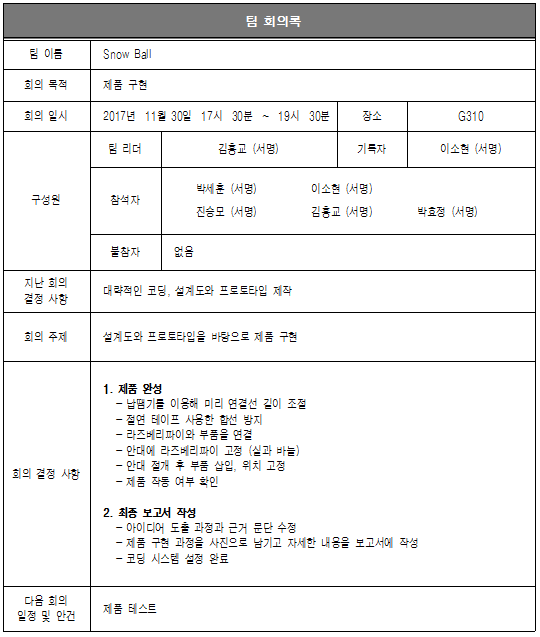 팀 회의록
팀 이름 Snow Ball
회의 목적 제품 구현
회의 일시 2017년 11월 30일 17시 30분 ~ 19시 30분 장소 G310
구성원
팀 리더 김홍교 (서명) 기록자 이소현 (서명)
참석자
박세훈 (서명) 이소현 (서명)
진승모 (서명) 김홍교 (서명) 박효정 (서명)
불참자 없음
지난 회의
결정 사항
대략적인 코딩, 설계도와 프로토타입 제작
회의 주제 설계도와 프로토타입을 바탕으로 제품 구현
회의 결정 사항
1. 제품 완성
- 납땜기를 이용해 미리 연결선 길이 조절
- 절연 테이프 사용한 합선 방지
- 라즈베리파이와 부품을 연결
- 안대에 라즈베리파이 고정 (실과 바늘)
- 안대 절개 후 부품 삽입, 위치 고정
- 제품 작동 여부 확인
2. 최종 보고서 작성
- 아이디어 도출 과정과 근거 문단 수정
- 제품 구현 과정을 사진으로 남기고 자세한 내용을 보고서에 작성
- 코딩 시스템 설정 완료
다음 회의
일정 및 안건
제품 테스트